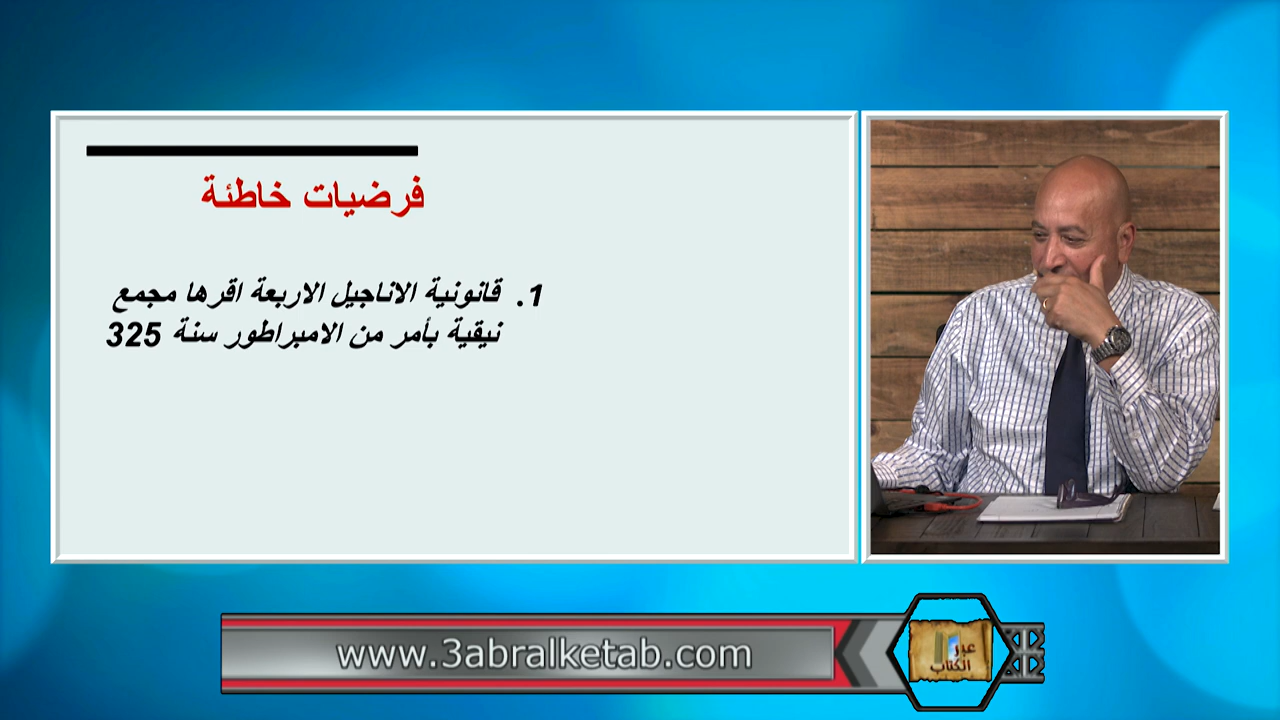 فرضيات خاطئة
1. قانونية الاناجيل الاربعة اقرها مجمع
نيقية بأمر من الامبراطور سنة 325
www.3abralketab.com
عبر
الكتاب